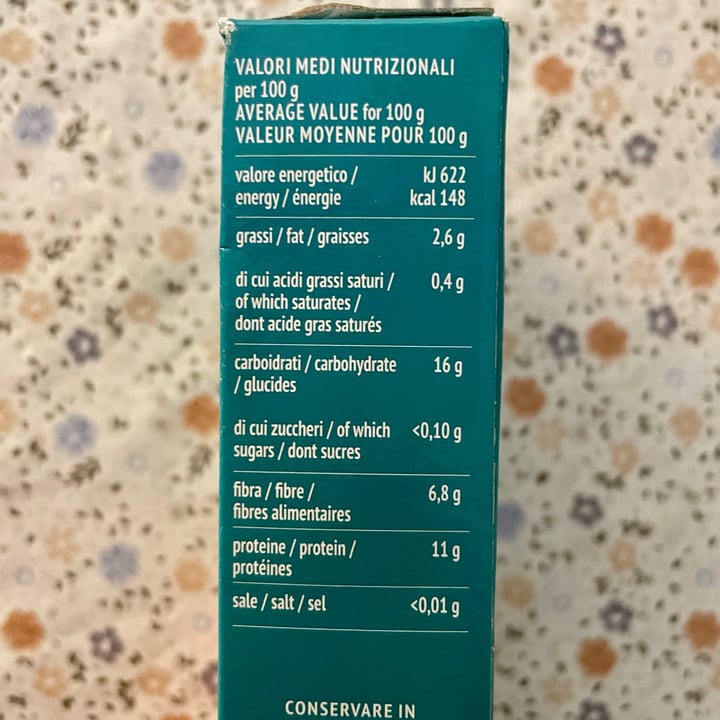 VALORI MEDI NUTRIZIONALI
per 100 g
AVERAGE VALUE for 100 g
VALEUR MOYENNE POUR 100 g
valore energetico / kJ 622
energy / énergie kcal 148
grassi / fat / graisses 2,6 g
di cui acidi grassi saturi / 0,4 g
of which saturates /
dont acide gras saturés
carboidrati / carbohydrate 16 g
/ glucides
di cui zuccheri / of which <0,10 g
sugars / dont sucres
fibra / fibre / 6,8 g
fibres alimentaires
proteine / protein / 11 g
protéines
sale / salt / sel <0,01 g
CONSERVARE IN